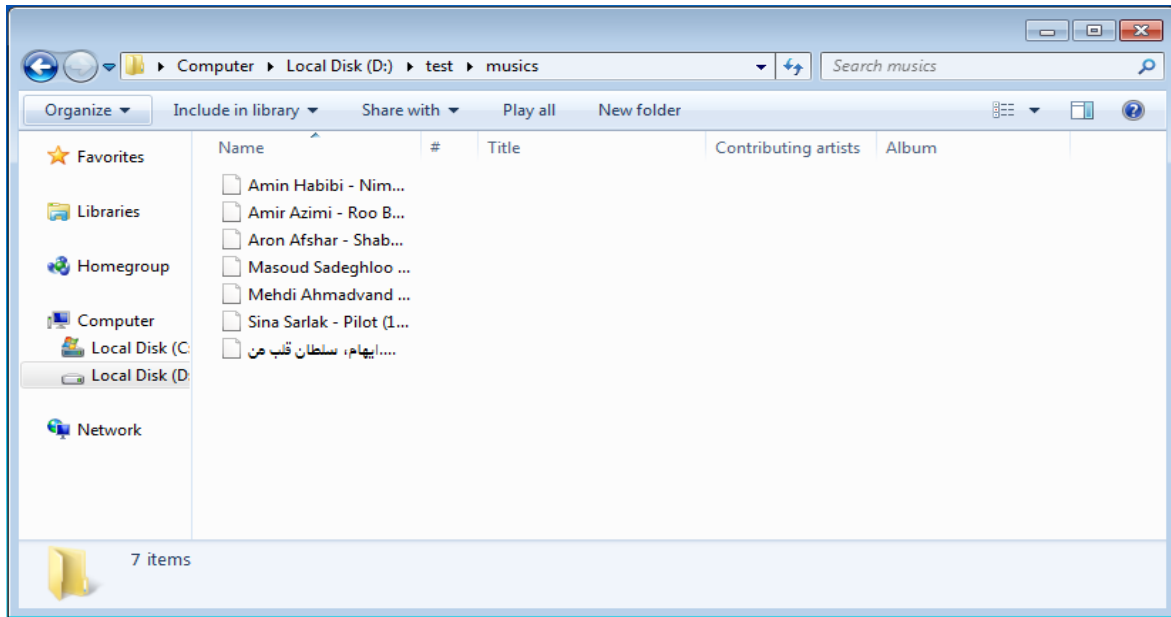 Computer Local Disk (D:) test musics Search musics
Organize Include in library Share with Play all New folder
Name # Title Contributing artists Album
Favorites
Libraries
Homegroup
Computer
Local Disk (C:
Local Disk (D:
Network
Amin Habibi - Nim...
Amir Azimi - Roo B...
Aron Afshar - Shab...
Masoud Sadeghloo ...
Mehdi Ahmadvand ...
Sina Sarlak - Pilot (1...
ایهام، سلطان قلب من....
7 items